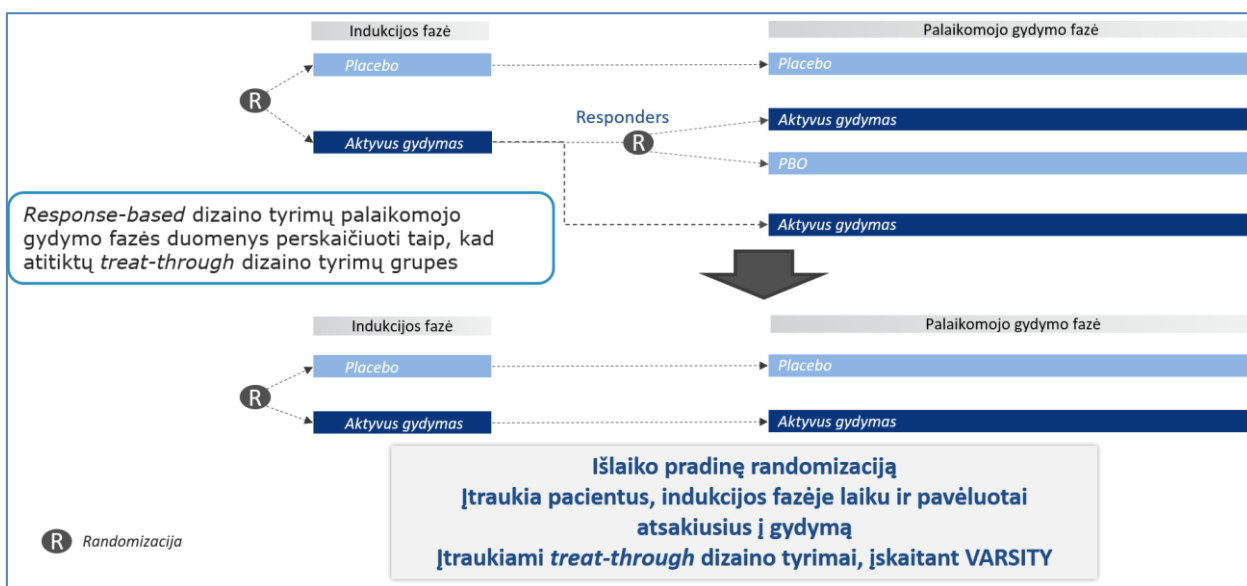 Indukcijos fazė
Palaikomojo gydymo fazė
Placebo
Placebo
R
Responders
Aktyvus gydymas
Aktyvus gydymas
R
PBO
Aktyvus gydymas
Response-based dizaino tyrimų palaikomojo
gydymo fazės duomenys perskaičiuoti taip, kad
atitiktų treat-through dizaino tyrimų grupes
Indukcijos fazė
Palaikomojo gydymo fazė
Placebo
Placebo
R
Aktyvus gydymas
Aktyvus gydymas
Išlaiko pradinę randomizaciją
Įtraukia pacientus, indukcijos fazėje laiku ir pavėluotai
atsakiusius į gydymą
Įtraukiami treat-through dizaino tyrimai, įskaitant VARSITY
R Randomizacija